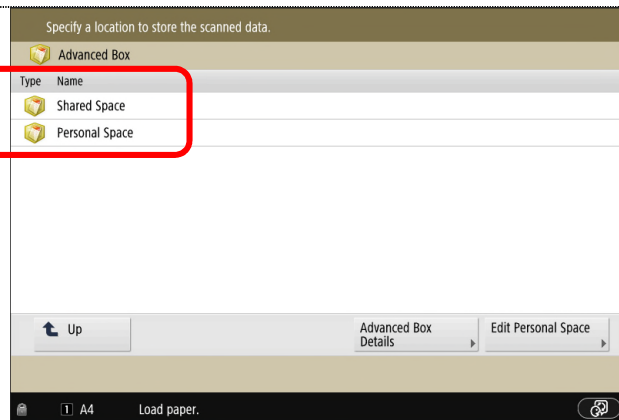 Specify a location to store the scanned data.
Advanced Box
Type Name
Shared Space
Personal Space
Up
Advanced Box Details
Edit Personal Space
1 A4 Load paper.